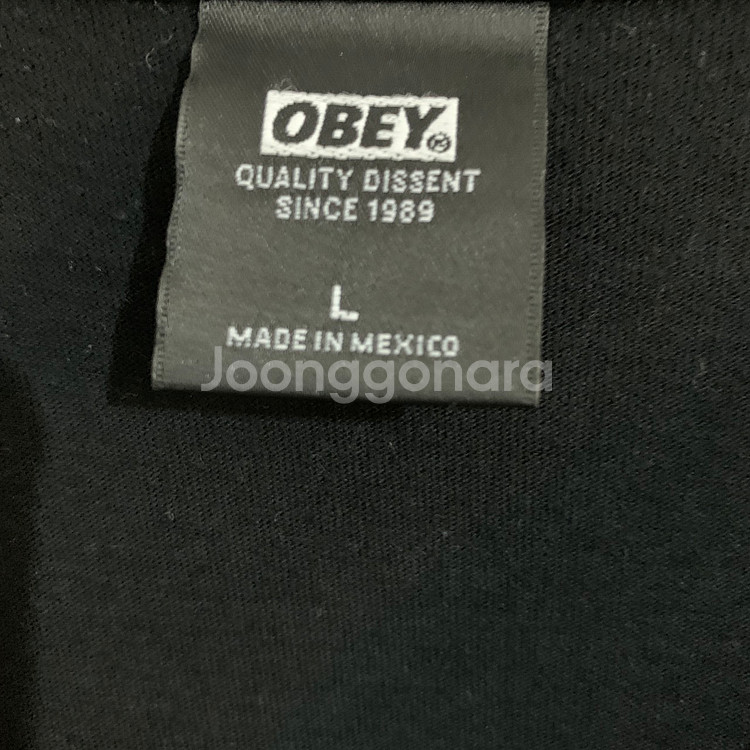 OBEY®
QUALITY DISSENT
SINCE 1989
L
MADE IN MEXICO
Joonggonara